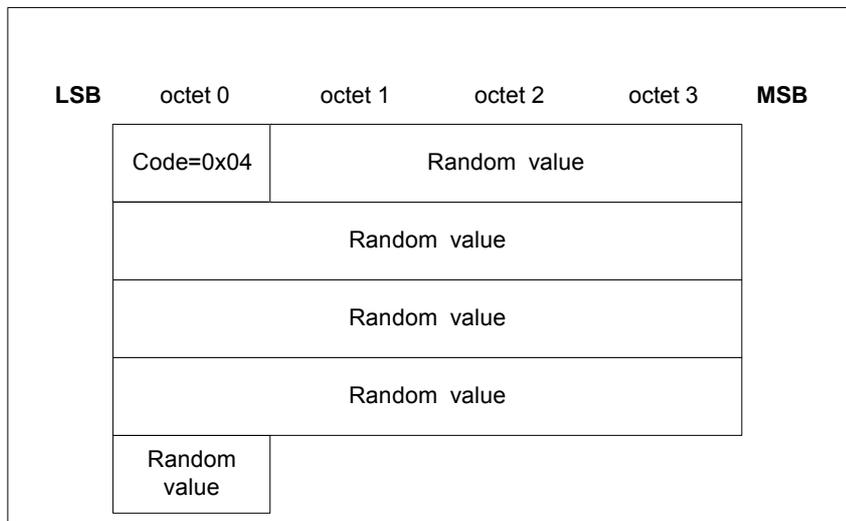 LSB octet 0 octet 1 octet 2 octet 3 MSB
Code=0x04 Random value
Random value
Random value
Random value
Random
value